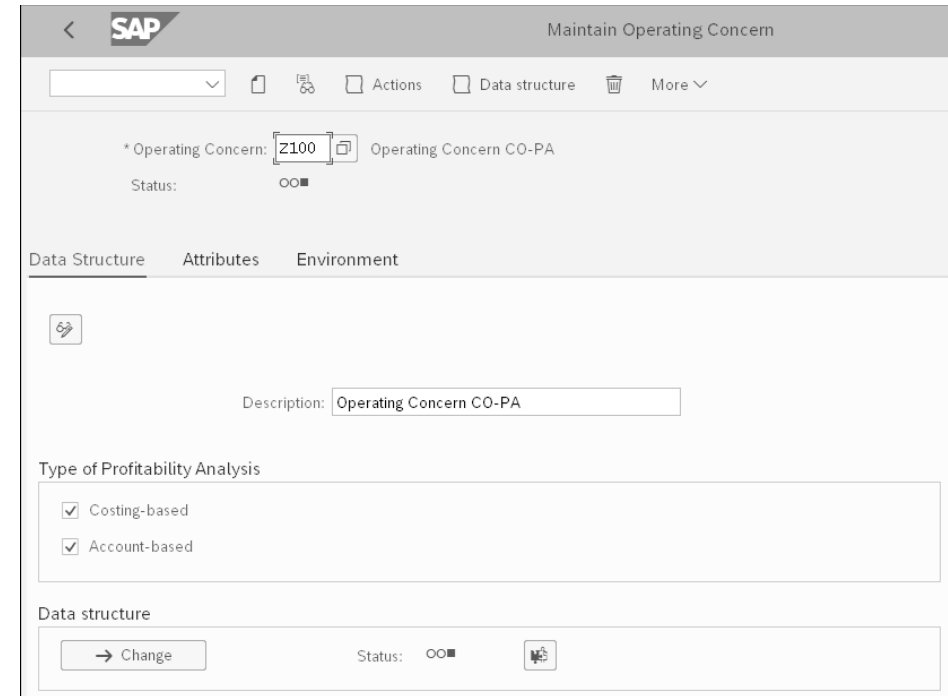 SAP Maintain Operating Concern
Actions Data structure More
* Operating Concern: Z100 Operating Concern CO-PA
Status:
Data Structure Attributes Environment
Description: Operating Concern CO-PA
Type of Profitability Analysis
Costing-based
Account-based
Data structure
Change Status: